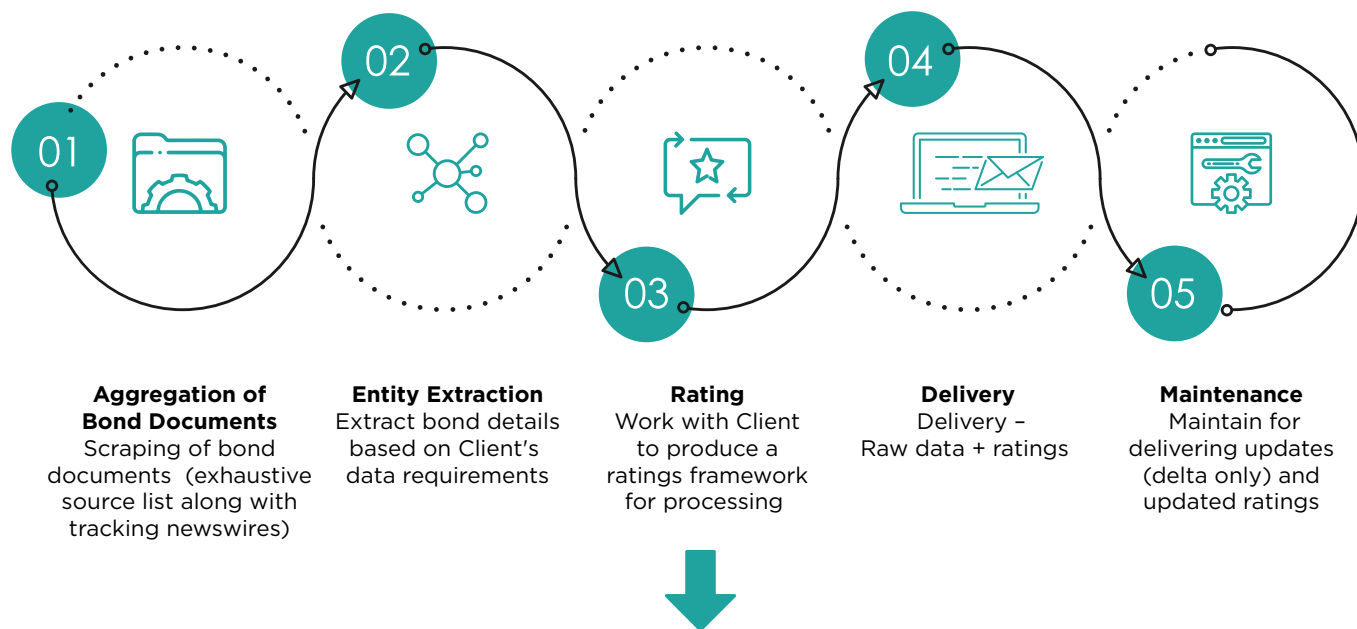 01
02
03
04
05
Aggregation of
Bond Documents
Scraping of bond
documents (exhaustive
source list along with
tracking newswires)
Entity Extraction
Extract bond details
based on Client's
data requirements
Rating
Work with Client
to produce a
ratings framework
for processing
Delivery
Delivery –
Raw data + ratings
Maintenance
Maintain for
delivering updates
(delta only) and
updated ratings